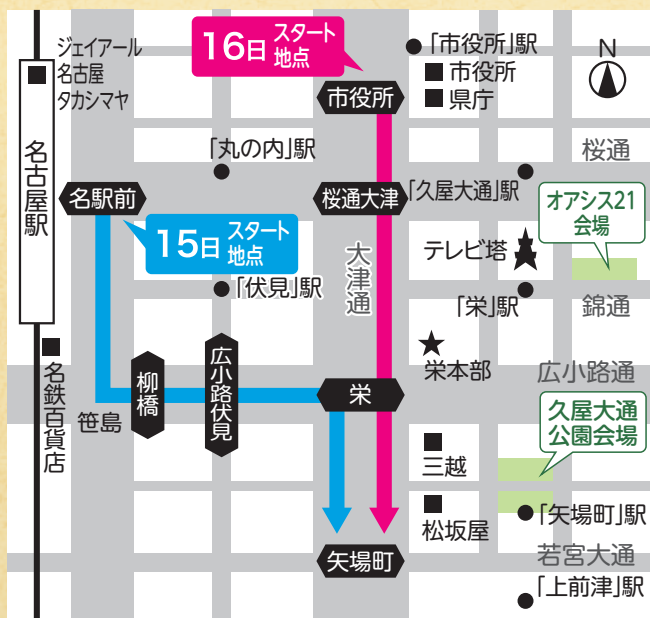 ジェイアール
名古屋
タカシマヤ
名古屋駅
名鉄百貨店
16日 スタート
地点
「市役所」駅
市役所
県庁
N
市役所
「丸の内」駅
桜通
名駅前
桜通大津
「久屋大通」駅
オアシス21
会場
15日 スタート
地点
大津通
テレビ塔
「伏見」駅
「栄」駅
錦通
栄本部
広小路通
柳橋
広小路伏見
栄
笹島
久屋大通
公園会場
三越
松坂屋
「矢場町」駅
矢場町
若宮大通
「上前津」駅